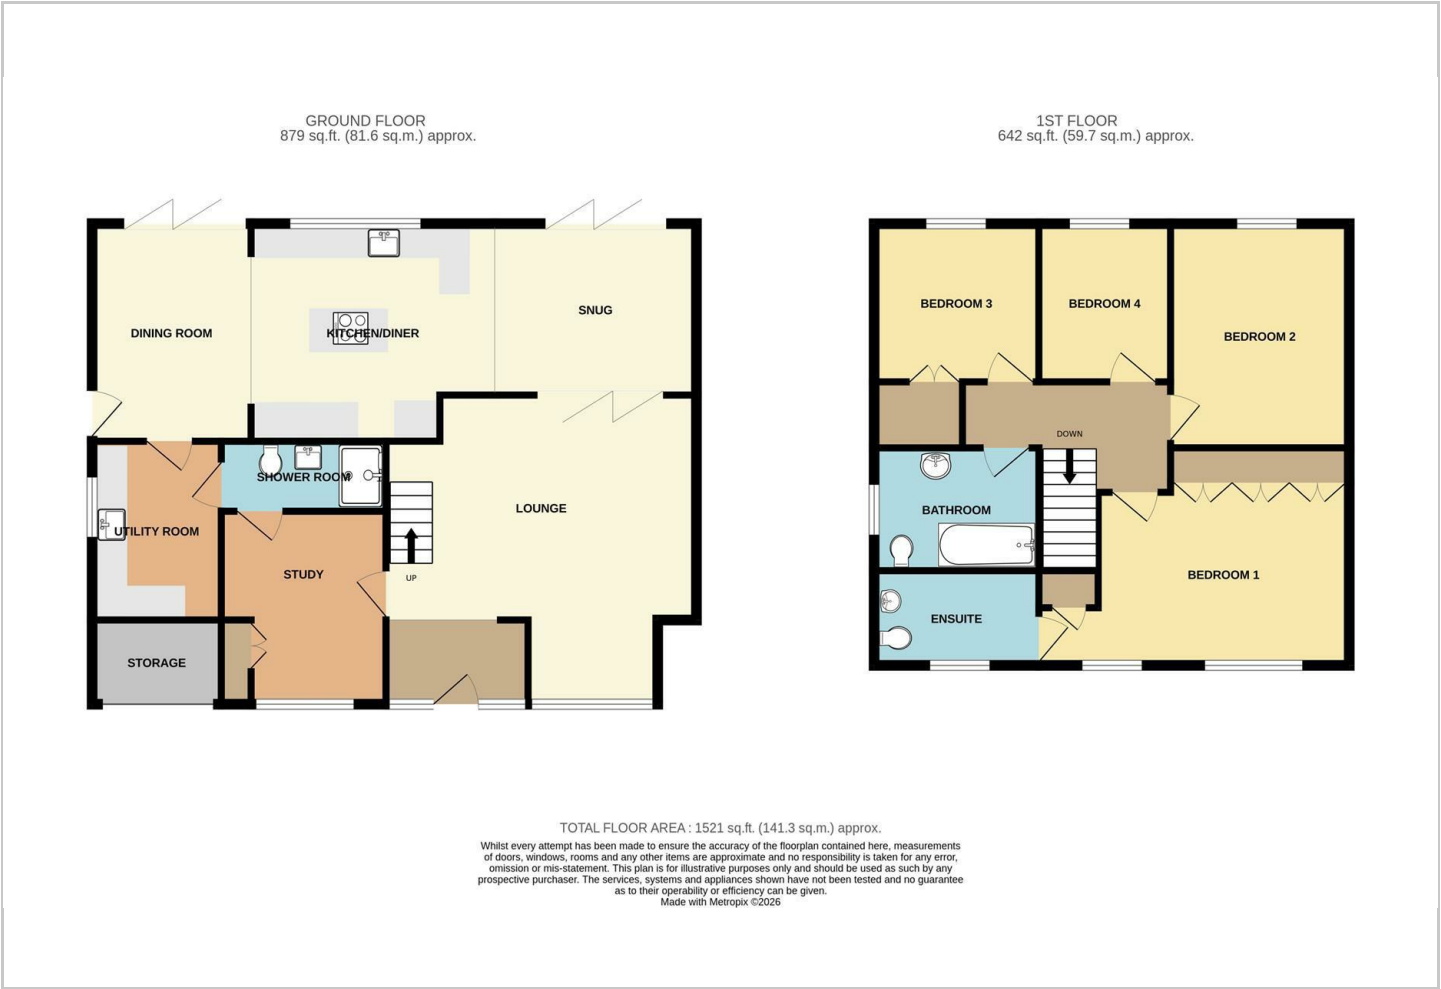 GROUND FLOOR
879 sq.ft. (81.6 sq.m.) approx.
1ST FLOOR
642 sq.ft. (59.7 sq.m.) approx.
DINING ROOM
KITCHEN/DINER
SNUG
SHOWER ROOM
UTILITY ROOM
LOUNGE
STUDY
UP
STORAGE
BEDROOM 3
BEDROOM 4
BEDROOM 2
DOWN
BATHROOM
BEDROOM 1
ENSUITE
TOTAL FLOOR AREA : 1521 sq.ft. (141.3 sq.m.) approx.
Whilst every attempt has been made to ensure the accuracy of the floorplan contained here, measurements
of doors, windows, rooms and any other items are approximate and no responsibility is taken for any error,
omission or mis-statement. This plan is for illustrative purposes only and should be used as such by any
prospective purchaser. The services, systems and appliances shown have not been tested and no guarantee
as to their operability or efficiency can be given.
Made with Metropix ©2026